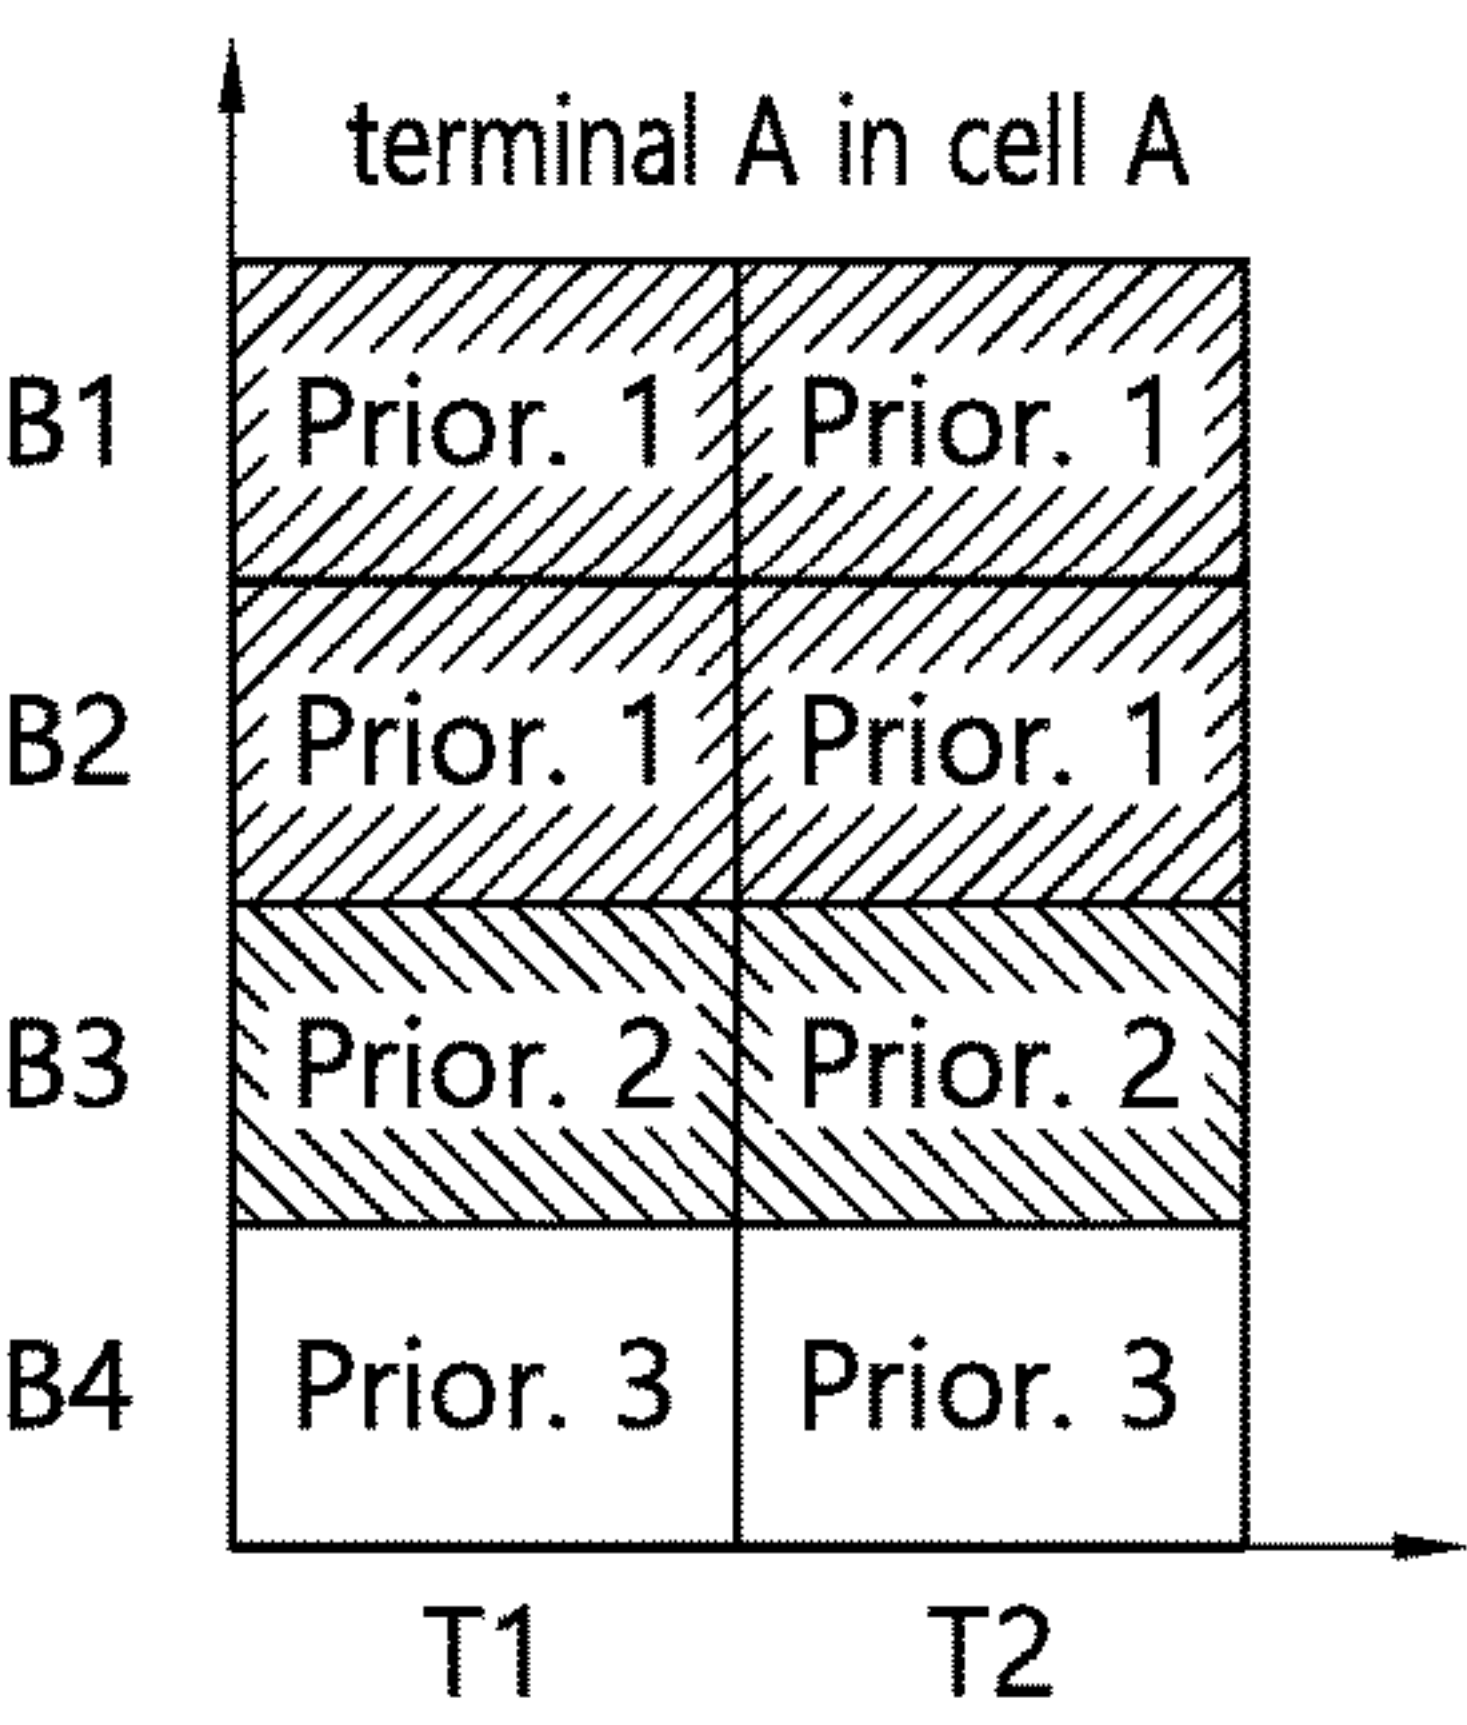 terminal A in cell A
B1 Prior. 1 Prior. 1
B2 Prior. 1 Prior. 1
B3 Prior. 2 Prior. 2
B4 Prior. 3 Prior. 3
T1 T2